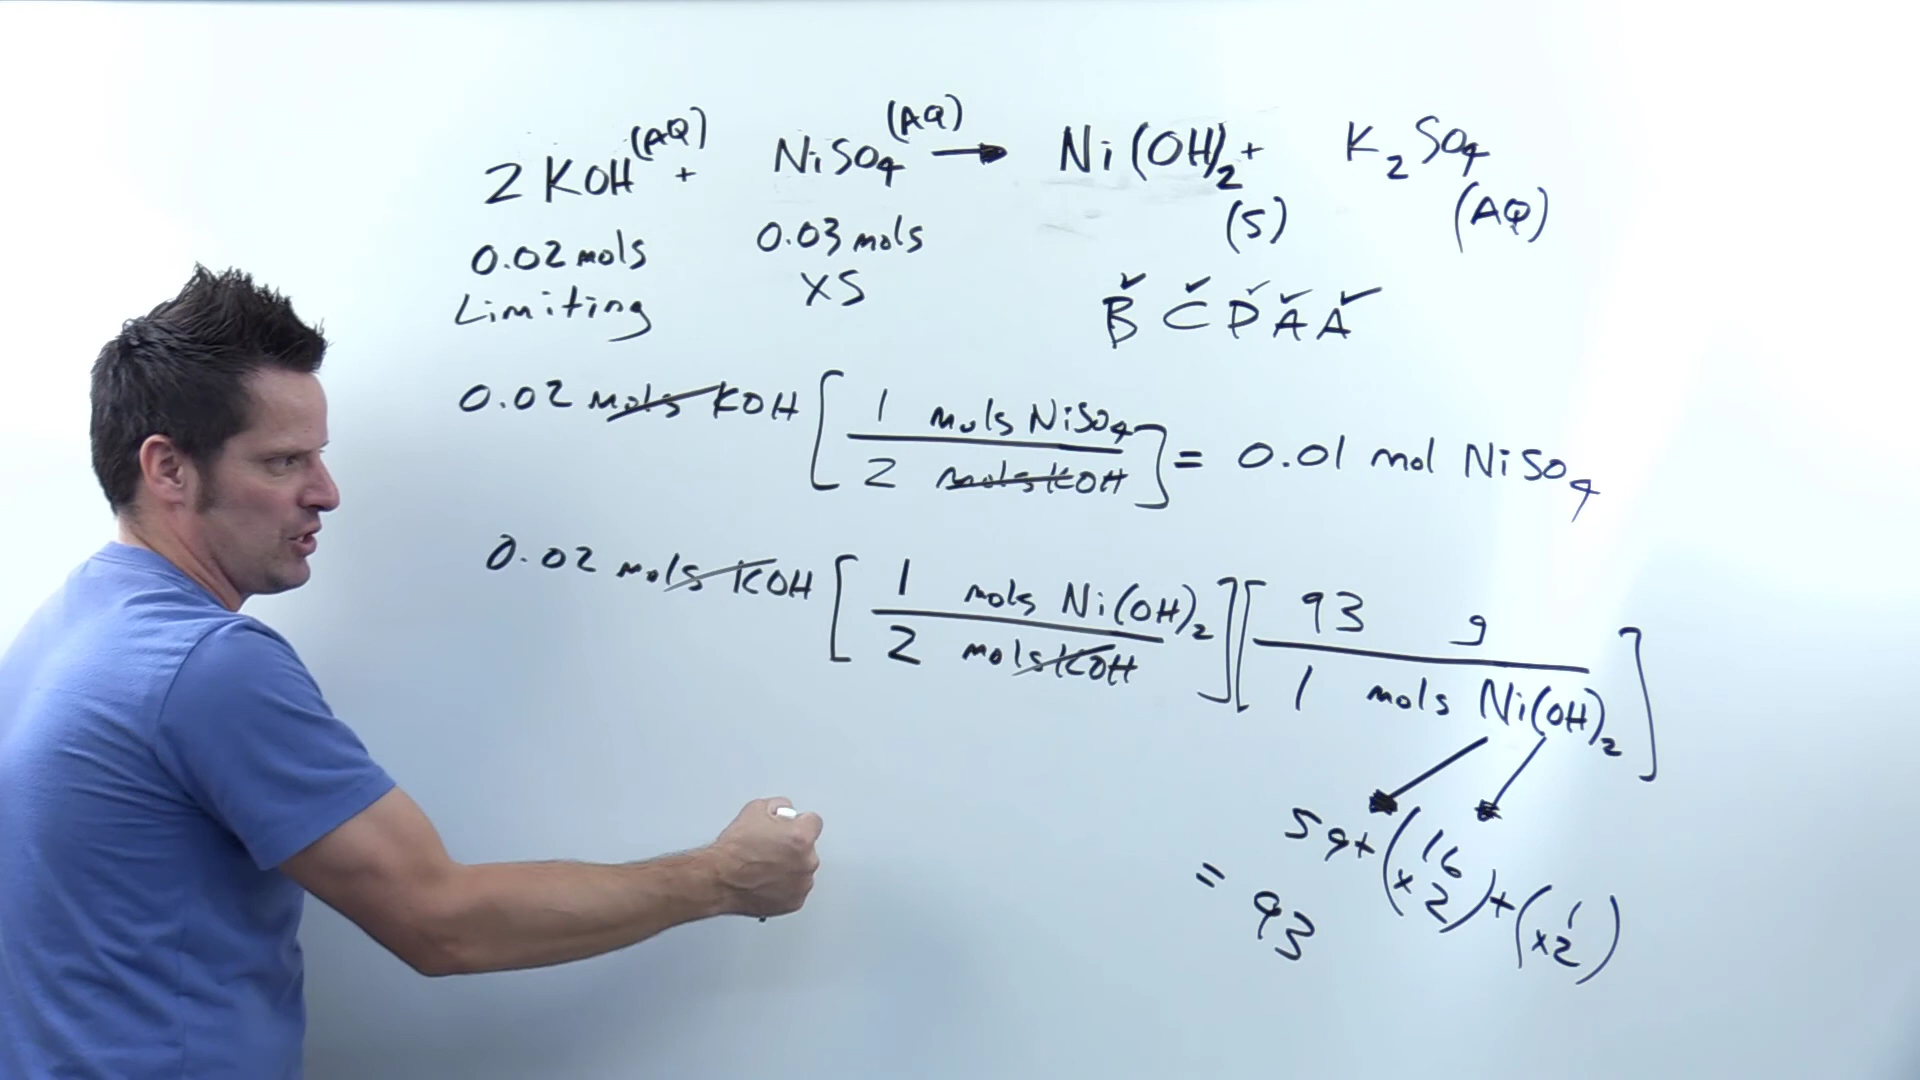 2 KOH (AQ) + NiSO4 (AQ) → Ni(OH)2 (S) + K2SO4 (AQ)
0.02 mols 0.03 mols
Limiting XS
B✓ C✓ D✓ A✓ A✓
0.02 mols KOH [1 mols NiSO4 / 2 mols KOH] = 0.01 mol NiSO4
0.02 mols KOH [1 mols Ni(OH)2 / 2 mols KOH] [93 g / 1 mols Ni(OH)2]
59+(16 x2)+(1 x2)
= 93